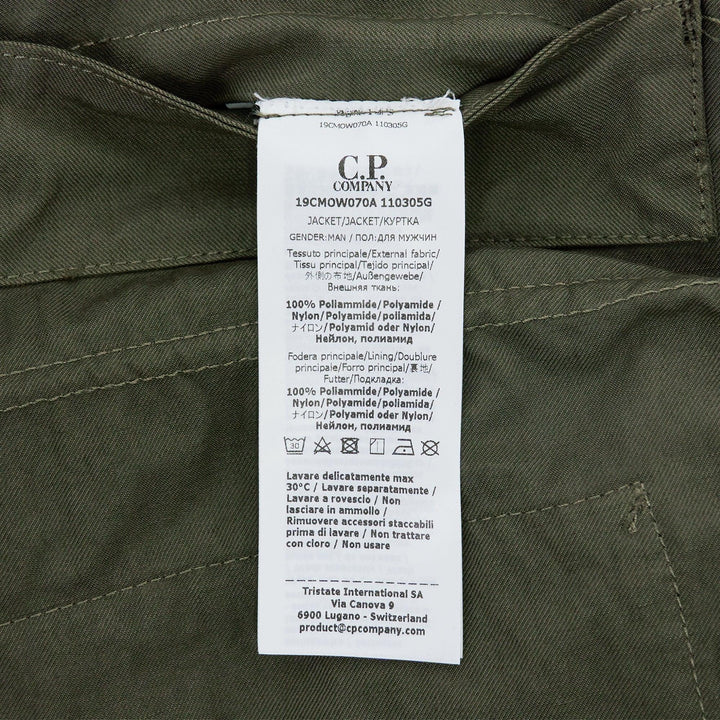 19CMOW070A 110305G
C.P.
COMPANY
19CMOW070A 110305G
JACKET/JACKET/КУРТКА
GENDER:MAN / ПОЛ:ДЛЯ МУЖЧИН
Tessuto principale/External fabric/
Tissu principal/Tejido principal/
外側の布地/Außengewebe/
Внешняя ткань:
100% Poliammide/Polyamide /
Nylon/Polyamide/poliamida/
ナイロン/Polyamid oder Nylon/
Нейлон, полиамид
Fodera principale/Lining/Doublure
principale/Forro principal/裏地/
Futter/Подкладка:
100% Poliammide/Polyamide /
Nylon/Polyamide/poliamida/
ナイロン/Polyamid oder Nylon/
Нейлон, полиамид
30
Lavare delicatamente max
30°C / Lavare separatamente /
Lavare a rovescio / Non
lasciare in ammollo /
Rimuovere accessori staccabili
prima di lavare / Non trattare
con cloro / Non usare
Tristate International SA
Via Canova 9
6900 Lugano - Switzerland
product@cpcompany.com